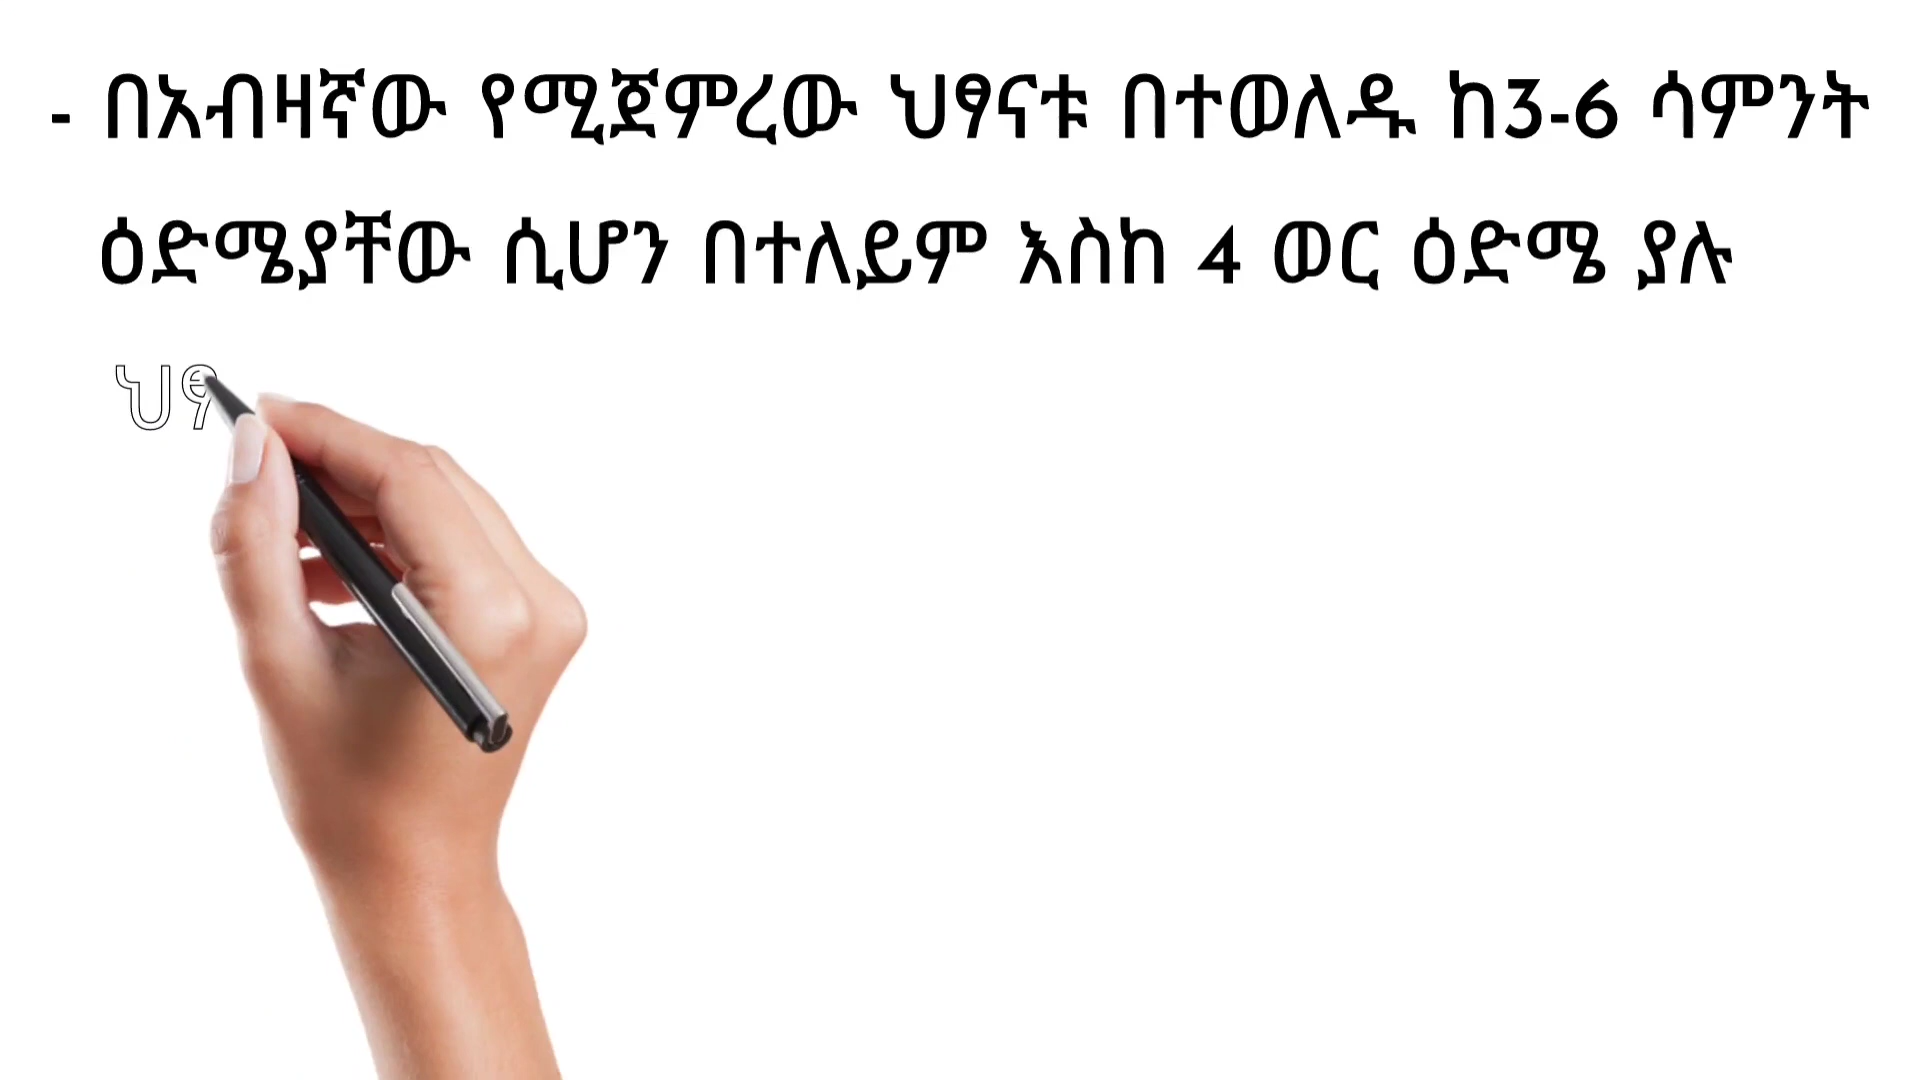 - በአብዛኛው የሚጀምረው ህፃናቱ በተወለዱ ከ3-6 ሳምንት
ዕድሜያቸው ሲሆን በተለይም እስከ 4 ወር ዕድሜ ያሉ
ህፃ